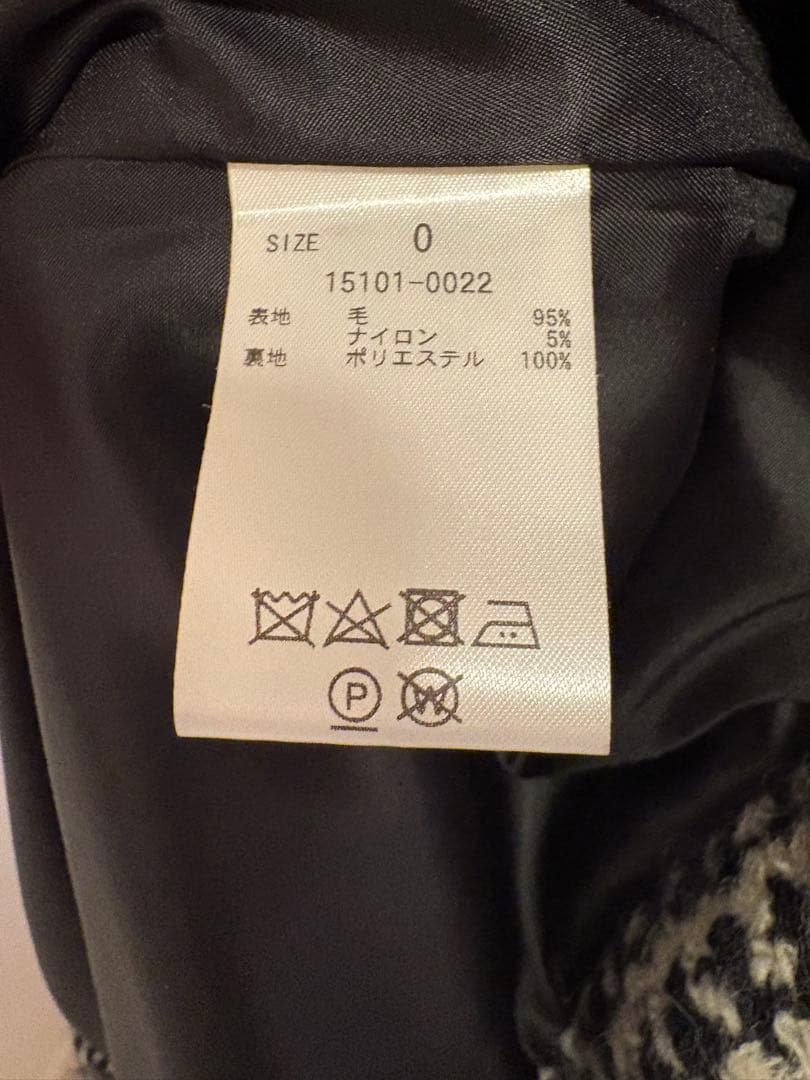 SIZE 0
15101-0022
表地 毛 95%
ナイロン 5%
裏地 ポリエステル 100%
P W